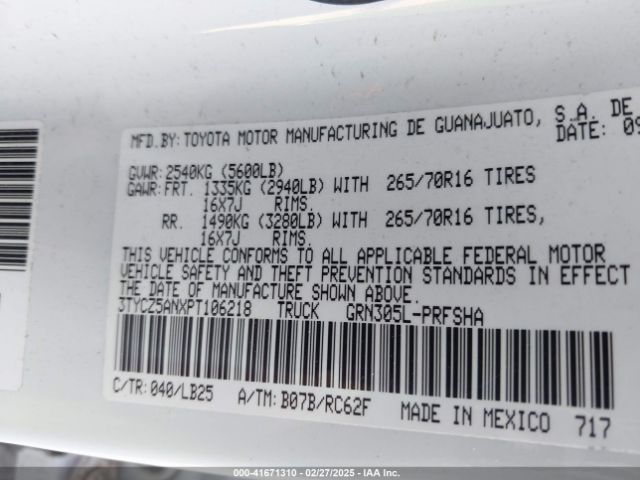 MFD.BY:TOYOTA MOTOR MANUFACTURING DE GUANAJUATO, S.A. DE
DATE: 09
GVWR:2540KG (5600LB)
GAWR:FRT. 1335KG (2940LB) WITH 265/70R16 TIRES
16X7J RIMS.
RR. 1490KG (3280LB) WITH 265/70R16 TIRES,
16X7J RIMS.
THIS VEHICLE CONFORMS TO ALL APPLICABLE FEDERAL MOTOR
VEHICLE SAFETY AND THEFT PREVENTION STANDARDS IN EFFECT
THE DATE OF MANUFACTURE SHOWN ABOVE.
3TYCZ5ANXPT106218 TRUCK GRN305L-PRFSHA
C/TR:040/LB25 A/TM:B07B/RC62F MADE IN MEXICO 717
000-41671310 | 02/27/2025 - IAA Inc.